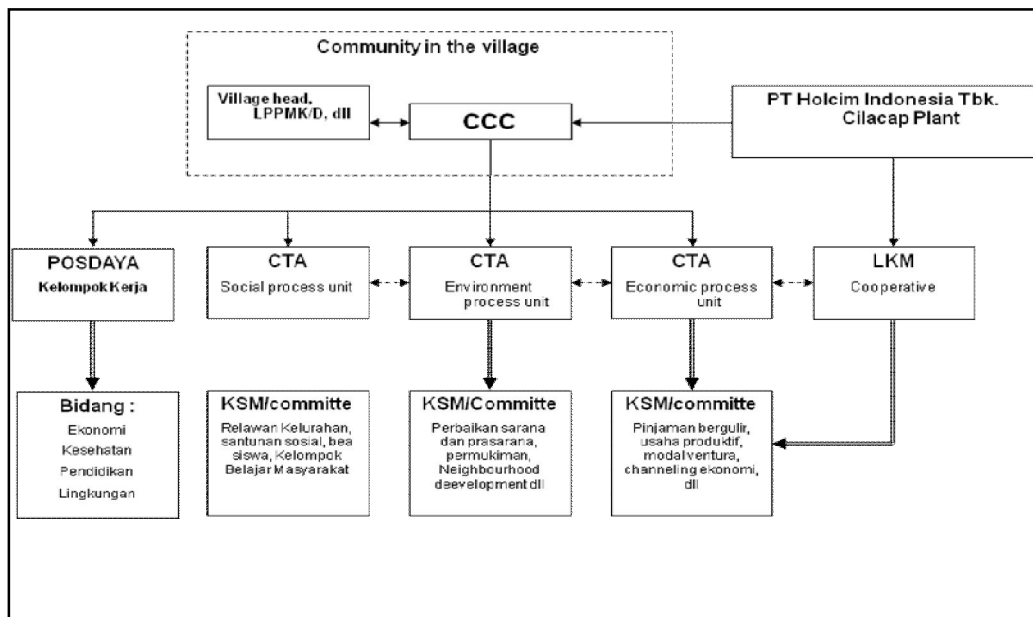 Community in the village
Village head,
LPPMK/D, dll
CCC
PT Holcim Indonesia Tbk.
Cilacap Plant
POSDAYA
Kelompok Kerja
CTA
Social process unit
CTA
Environment
process unit
CTA
Economic process
unit
LKM
Cooperative
Bidang :
Ekonomi
Kesehatan
Pendidikan
Lingkungan
KSM/committe
Relawan Kelurahan,
santunan sosial, bea
siswa, Kelompok
Belajar Masyarakat
KSM/Committe
Perbaikan sarana
dan prasarana,
permukiman,
Neighbourhood
deevelopment dll
KSM/committe
Pinjaman bergulir,
usaha produktif,
modal ventura,
channeling ekonomi,
dll